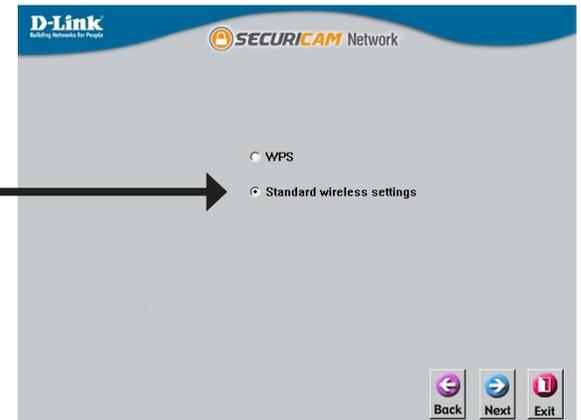 D-Link
Building Networks for People
SECURICAM Network
WPS
Standard wireless settings
Back Next Exit